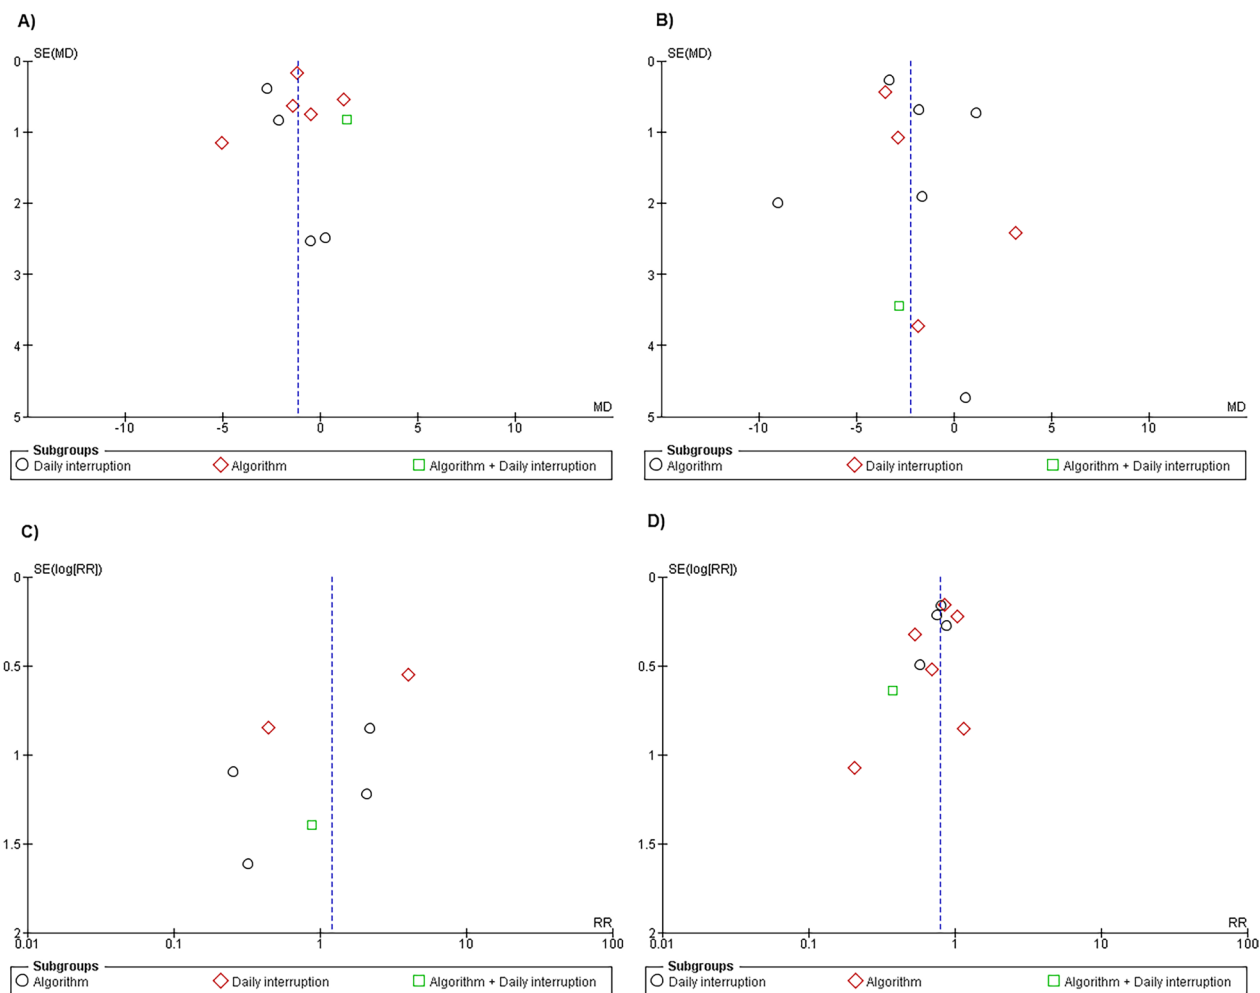 A)
SE(MD)
0
1
2
3
4
5
-10
-5
0
5
10
MD
Subgroups
Daily interruption
Algorithm
Algorithm + Daily interruption
B)
SE(MD)
0
1
2
3
4
5
-10
-5
0
5
10
MD
Subgroups
Algorithm
Daily interruption
Algorithm + Daily interruption
C)
SE(log[RR])
0
0.5
1
1.5
2
0.01
0.1
1
10
100
RR
Subgroups
Algorithm
Daily interruption
Algorithm + Daily interruption
D)
SE(log[RR])
0
0.5
1
1.5
2
0.01
0.1
1
10
100
RR
Subgroups
Daily interruption
Algorithm
Algorithm + Daily interruption